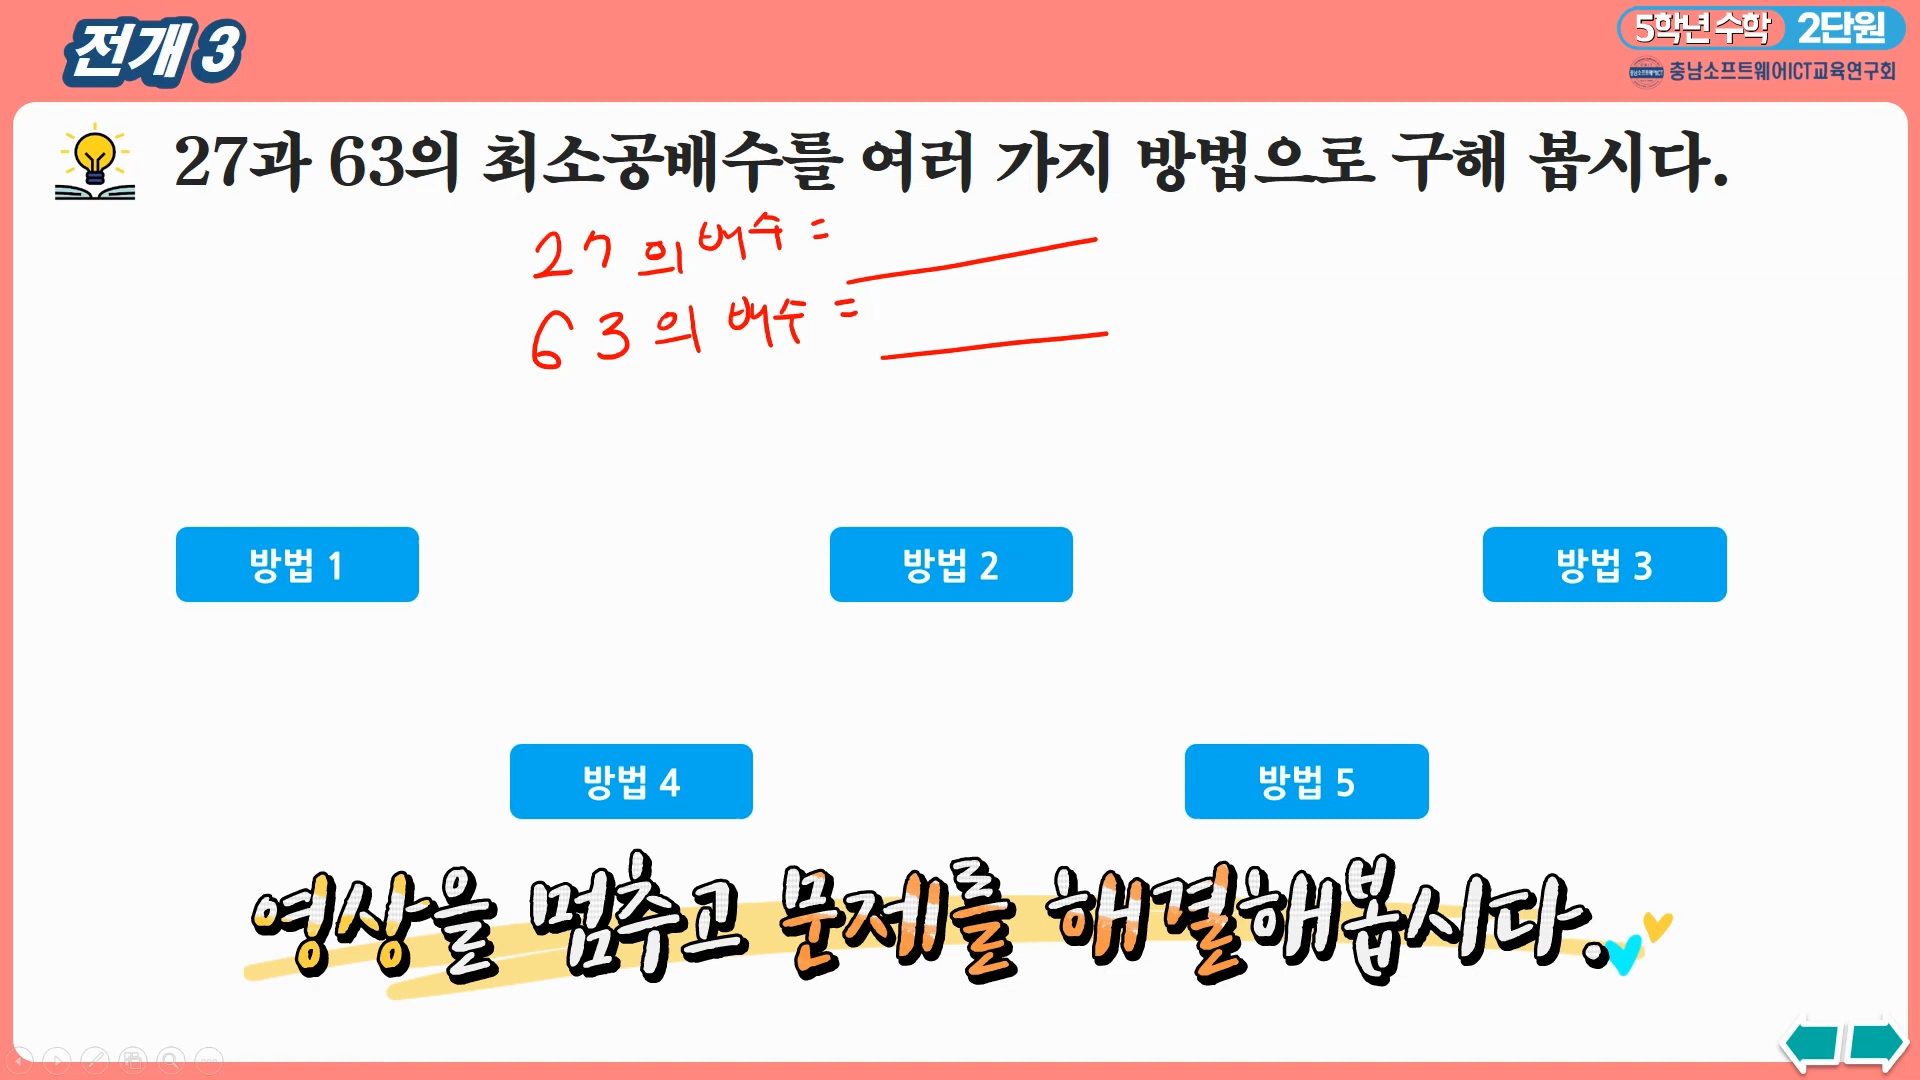 전개 3
5학년 수학 2단원
충남소프트웨어ICT교육연구회
27과 63의 최소공배수를 여러 가지 방법으로 구해 봅시다.
27의 배수 =
63의 배수 =
방법 1
방법 2
방법 3
방법 4
방법 5
영상을 멈추고 문제를 해결해봅시다.